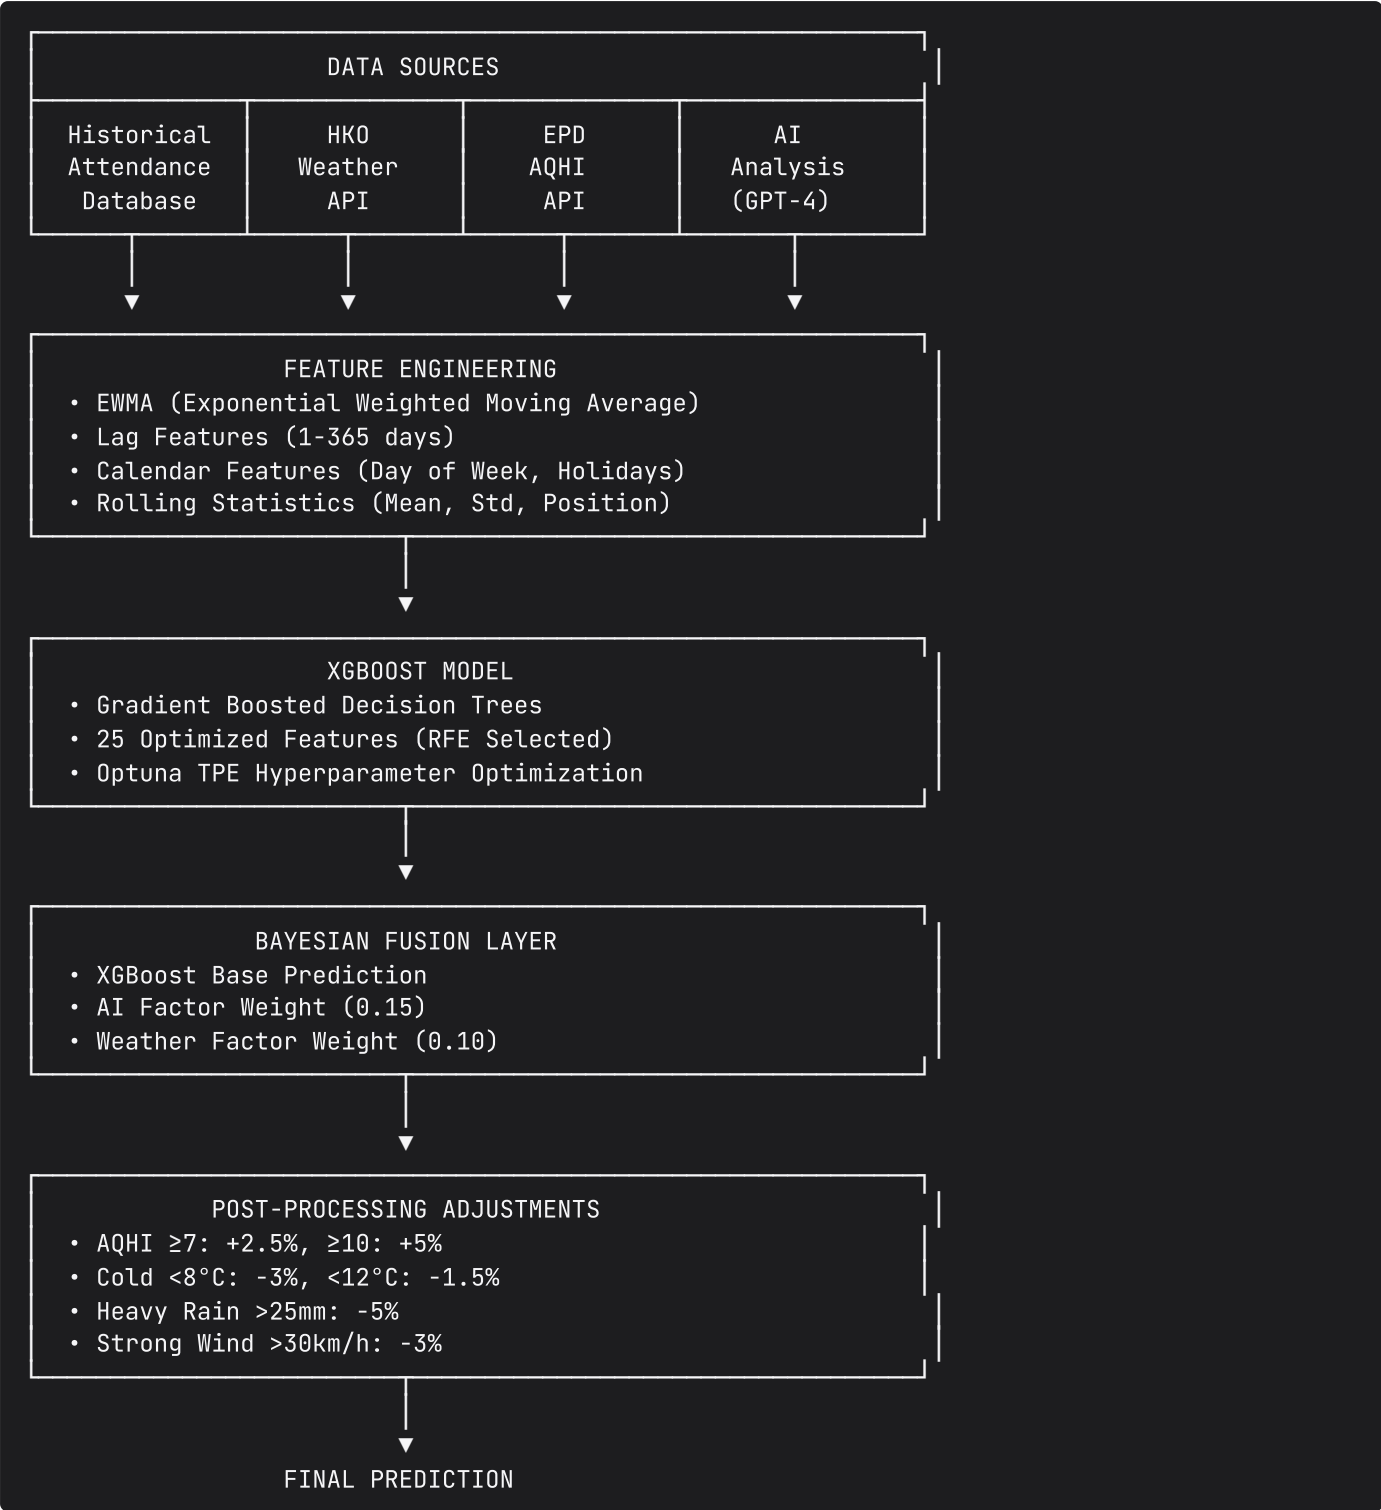 DATA SOURCES
Historical Attendance Database
HKO Weather API
EPD AQHI API
AI Analysis (GPT-4)
FEATURE ENGINEERING
• EWMA (Exponential Weighted Moving Average)
• Lag Features (1-365 days)
• Calendar Features (Day of Week, Holidays)
• Rolling Statistics (Mean, Std, Position)
XGBOOST MODEL
• Gradient Boosted Decision Trees
• 25 Optimized Features (RFE Selected)
• Optuna TPE Hyperparameter Optimization
BAYESIAN FUSION LAYER
• XGBoost Base Prediction
• AI Factor Weight (0.15)
• Weather Factor Weight (0.10)
POST-PROCESSING ADJUSTMENTS
• AQHI ≥7: +2.5%, ≥10: +5%
• Cold <8°C: -3%, <12°C: -1.5%
• Heavy Rain >25mm: -5%
• Strong Wind >30km/h: -3%
FINAL PREDICTION